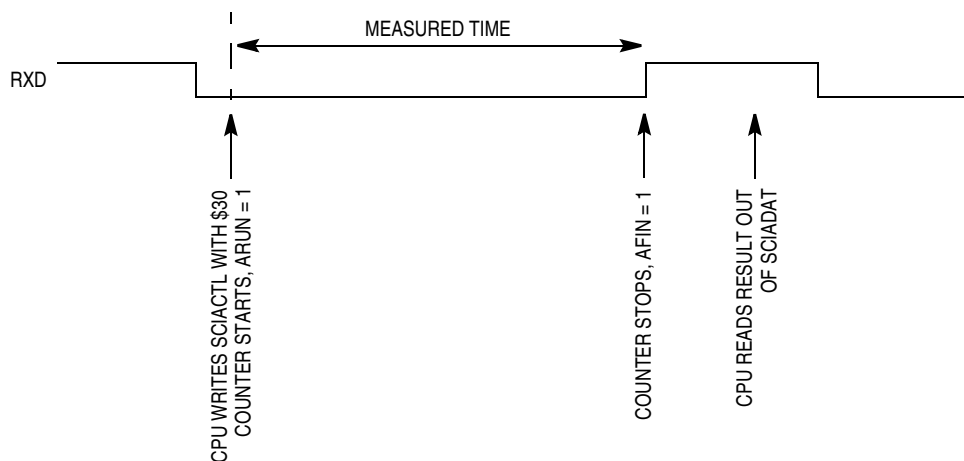 MEASURED TIME
RXD
CPU WRITES SCIACTL WITH $30
COUNTER STARTS, ARUN = 1
COUNTER STOPS, AFIN = 1
CPU READS RESULT OUT
OF SCIADAT